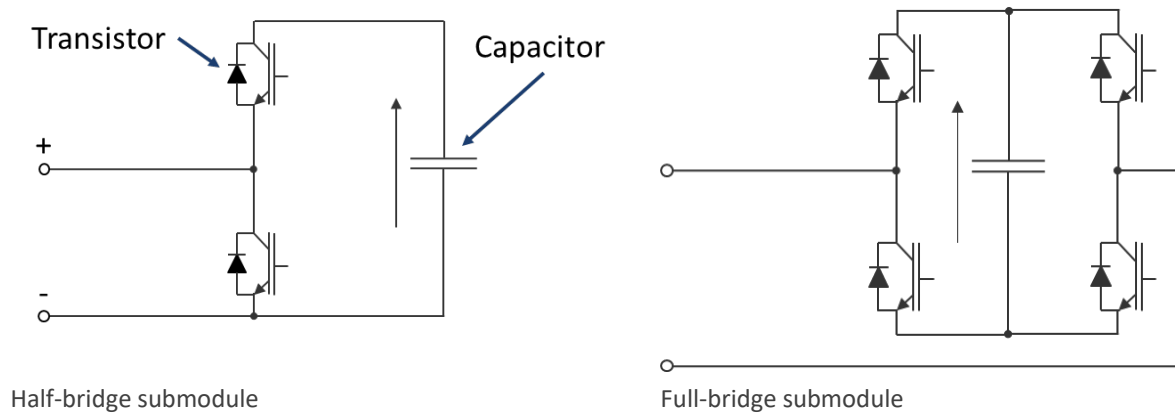 Transistor
Capacitor
+
-
Half-bridge submodule
Full-bridge submodule